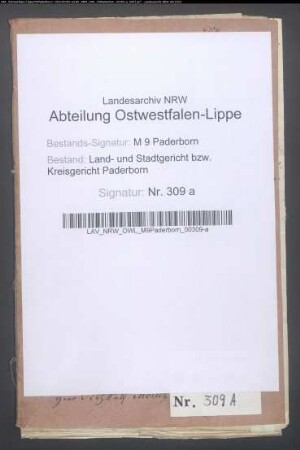 Landesarchiv NRW
Abteilung Ostwestfalen-Lippe
Bestands-Signatur: M 9 Paderborn
Bestand: Land- und Stadtgericht bzw.
Kreisgericht Paderborn
Signatur: Nr. 309 a
LAV_NRW_OWL_M9Paderborn_00309-a
Nr. 309 A